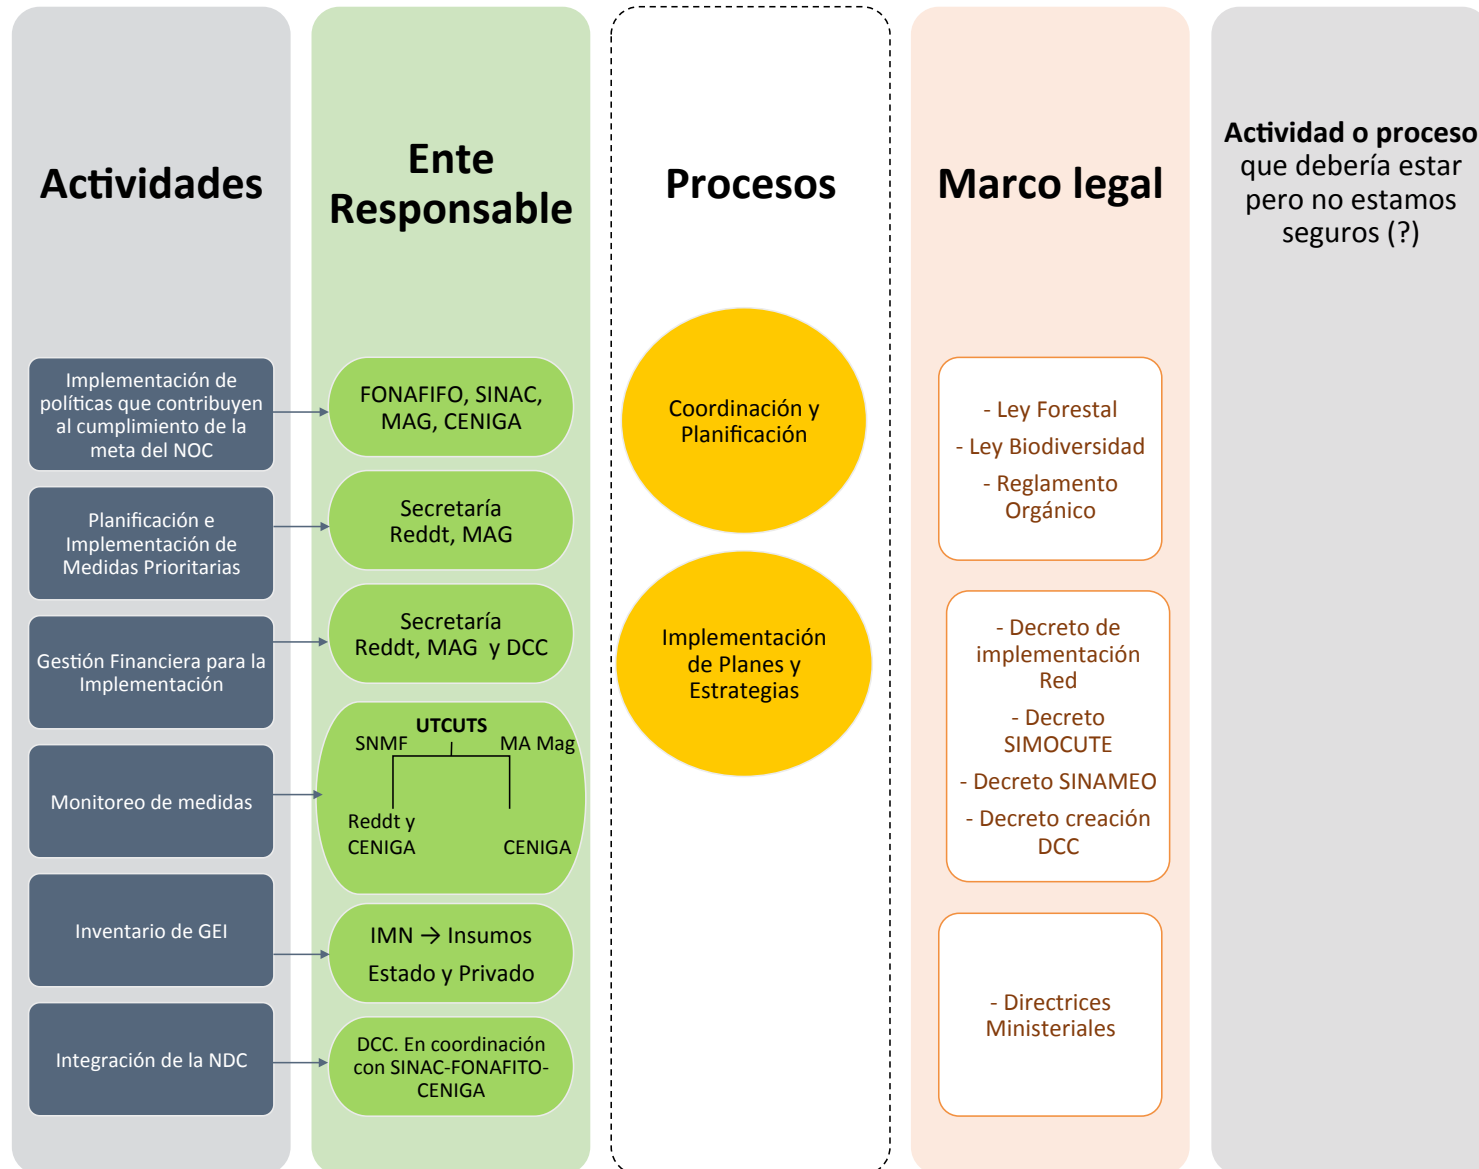 Actividades
Ente
Responsable
Procesos
Marco legal
Actividad o proceso
que debería estar
pero no estamos
seguros (?)
Implementación de
políticas que contribuyen
al cumplimiento de la
meta del NOC
Planificación e
Implementación de
Medidas Prioritarias
Gestión Financiera para la
Implementación
Monitoreo de medidas
Inventario de GEI
Integración de la NDC
FONAFIFO, SINAC,
MAG, CENIGA
Secretaría
Reddt, MAG
Secretaría
Reddt, MAG y DCC
UTCUTS
SNMF MA Mag
Reddt y
CENIGA CENIGA
IMN → Insumos
Estado y Privado
DCC. En coordinación
con SINAC-FONAFITO-
CENIGA
Coordinación y
Planificación
Implementación
de Planes y
Estrategias
- Ley Forestal
- Ley Biodiversidad
- Reglamento
Orgánico
- Decreto de
implementación
Red
- Decreto
SIMOCUTE
- Decreto SINAMEO
- Decreto creación
DCC
- Directrices
Ministeriales